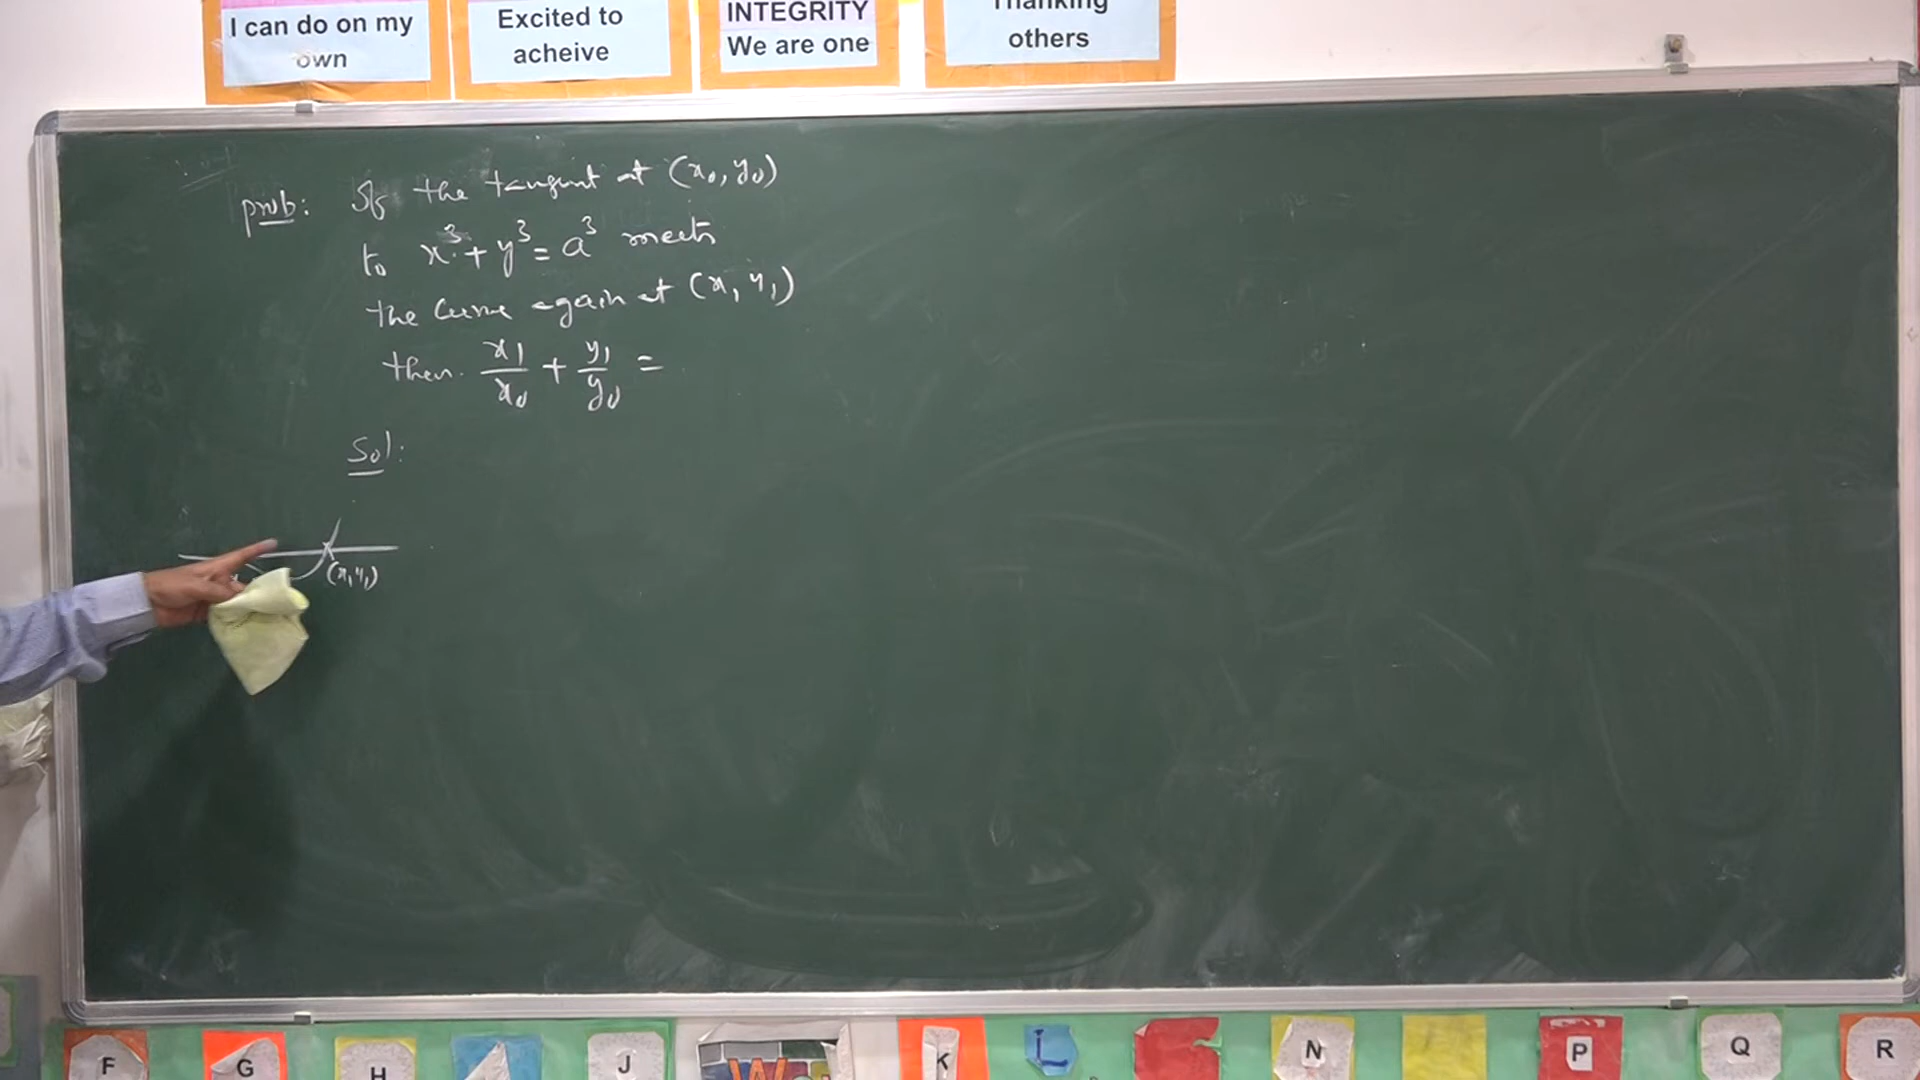 I can do on my
own
Excited to
acheive
INTEGRITY
We are one
Thanking
others
prob: If the tangent at (x₀, y₀)
to x³ + y³ = a³ meets
the curve again at (x₁ y₁)
then x₁/x₀ + y₁/y₀ =
Sol:
(x₁ y₁)
F G H J K L N P Q R